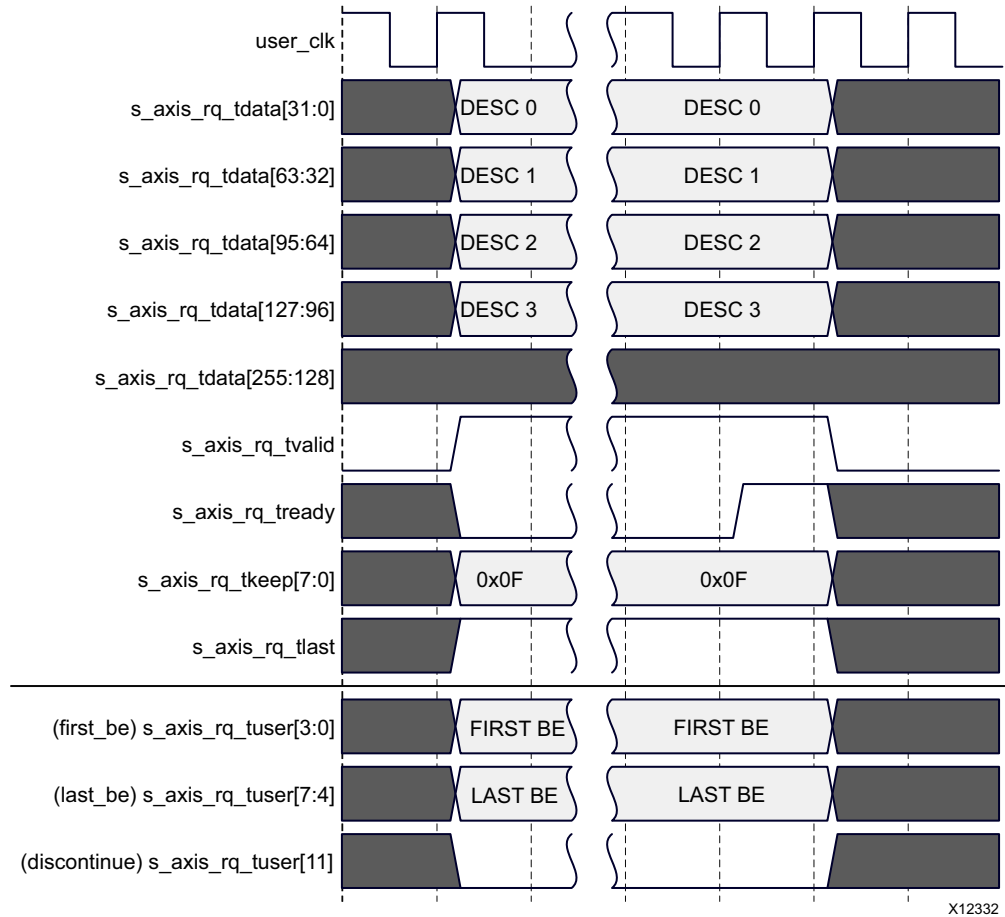 user_clk
s_axis_rq_tdata[31:0] DESC 0 DESC 0
s_axis_rq_tdata[63:32] DESC 1 DESC 1
s_axis_rq_tdata[95:64] DESC 2 DESC 2
s_axis_rq_tdata[127:96] DESC 3 DESC 3
s_axis_rq_tdata[255:128]
s_axis_rq_tvalid
s_axis_rq_tready
s_axis_rq_tkeep[7:0] 0x0F 0x0F
s_axis_rq_tlast
(first_be) s_axis_rq_tuser[3:0] FIRST BE FIRST BE
(last_be) s_axis_rq_tuser[7:4] LAST BE LAST BE
(discontinue) s_axis_rq_tuser[11]
X12332